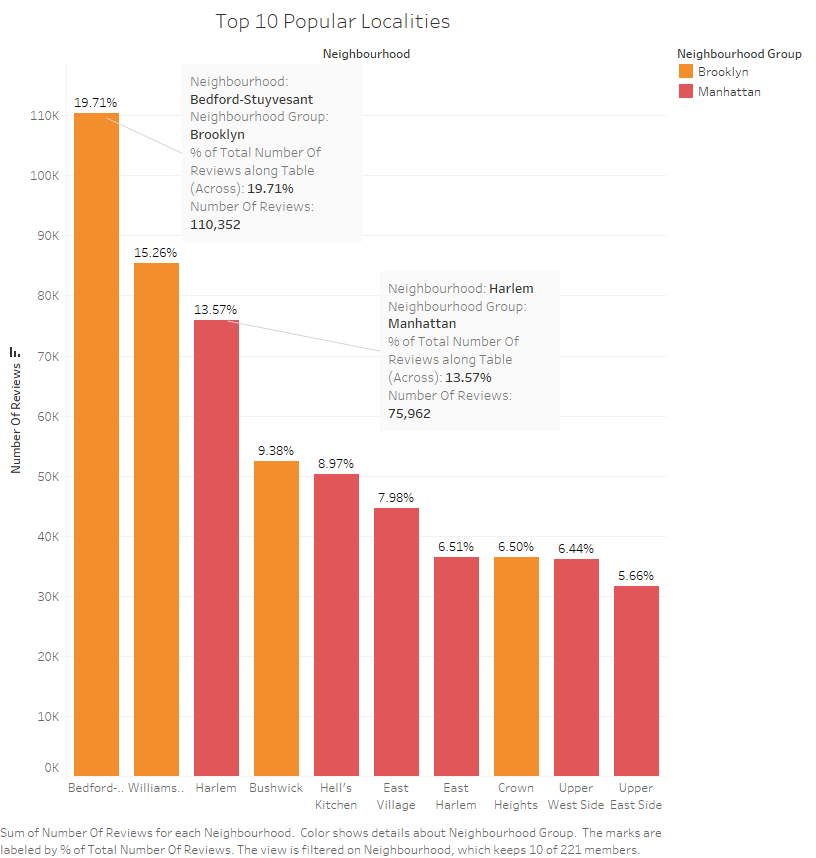 Top 10 Popular Localities
Neighbourhood
Neighbourhood Group
Brooklyn
Manhattan
Number Of Reviews
110K
100K
90K
80K
70K
60K
50K
40K
30K
20K
10K
0K
19.71%
15.26%
13.57%
9.38%
8.97%
7.98%
6.51%
6.50%
6.44%
5.66%
Neighbourhood:
Bedford-Stuyvesant
Neighbourhood Group:
Brooklyn
% of Total Number Of
Reviews along Table
(Across): 19.71%
Number Of Reviews:
110,352
Neighbourhood: Harlem
Neighbourhood Group:
Manhattan
% of Total Number Of
Reviews along Table
(Across): 13.57%
Number Of Reviews:
75,962
Bedford-..
Williams..
Harlem
Bushwick
Hell's
Kitchen
East
Village
East
Harlem
Crown
Heights
Upper
West Side
Upper
East Side
Sum of Number Of Reviews for each Neighbourhood.  Color shows details about Neighbourhood Group.  The marks are
labeled by % of Total Number Of Reviews. The view is filtered on Neighbourhood, which keeps 10 of 221 members.